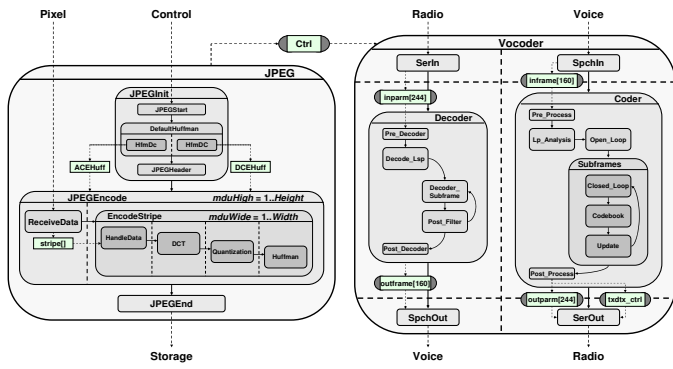 Pixel Control Radio Voice
Ctrl
Vocoder
JPEG
SerIn SpchIn
inframe[160]
inparm[244]
JPEGInit
JPEGStart
DefaultHuffman
HfmDc HfmDC
JPEGHeader
ACEHuff DCEHuff
Decoder
Pre_Decoder
Decode_Lsp
Decoder_
Subframe
Post_Filter
Post_Decoder
Coder
Pre_Process
Lp_Analysis Open_Loop
Subframes
Closed_Loop
Codebook
Update
Post_Process
JPEGEncode mduHigh = 1..Height
ReceiveData
stripe[]
EncodeStripe mduWide = 1..Width
HandleData
DCT
Quantization
Huffman
JPEGEnd
outframe[160]
outparm[244] txdtx_ctrl
SpchOut SerOut
Storage Voice Radio